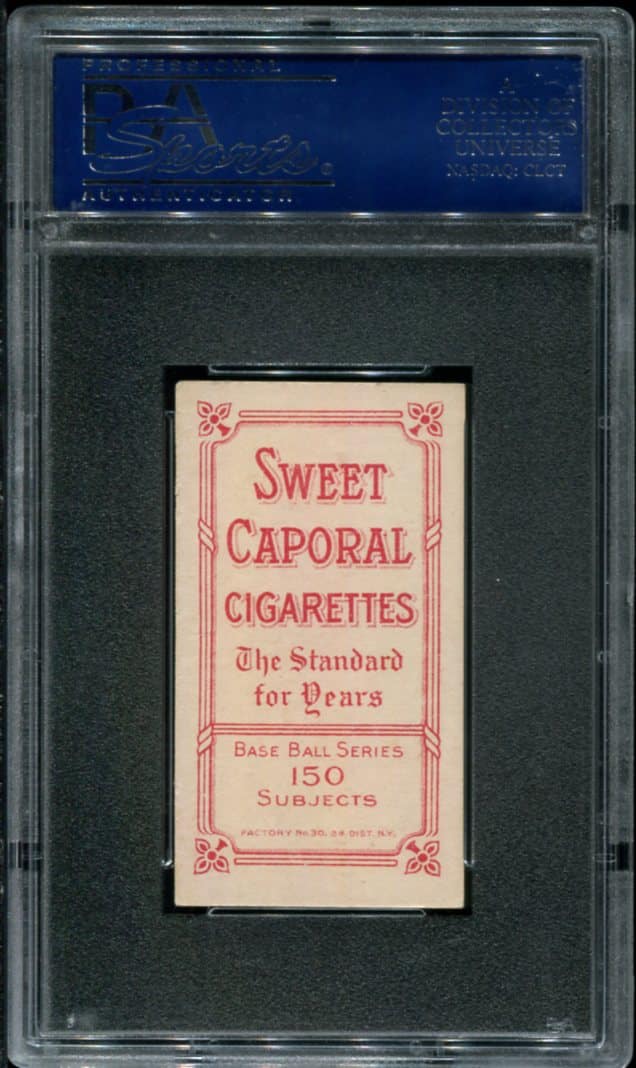 PROFESSIONAL
PSA
Sports®
AUTHENTICATOR
A
DIVISION OF
COLLECTORS
UNIVERSE
NASDAQ: CLCT
SWEET
CAPORAL
CIGARETTES
The Standard
for Years
BASE BALL SERIES
150
SUBJECTS
FACTORY No 30, 2d DIST. N.Y.